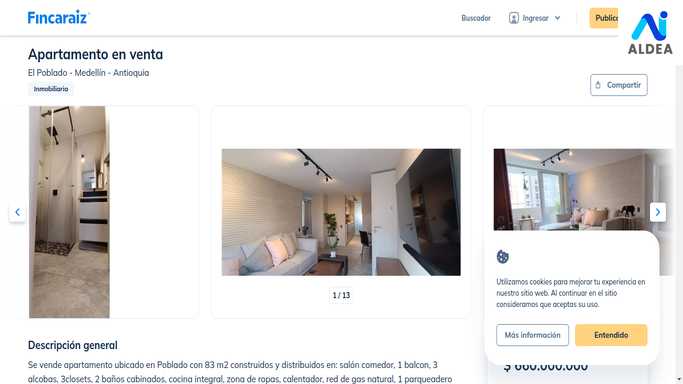 Fincaraiz
Buscador
Ingresar
Public
ALDEA
Apartamento en venta
El Poblado - Medellín - Antioquia
Inmobiliario
Compartir
1 / 13
Utilizamos cookies para mejorar tu experiencia en
nuestro sitio web. Al continuar en el sitio
consideramos que aceptas su uso.
Más información
Entendido
$ 660.000.000
Descripción general
Se vende apartamento ubicado en Poblado con 83 m2 construidos y distribuidos en: salón comedor, 1 balcon, 3
alcobas, 3closets, 2 baños cabinados, cocina integral, zona de ropas, calentador, red de gas natural, 1 parqueadero